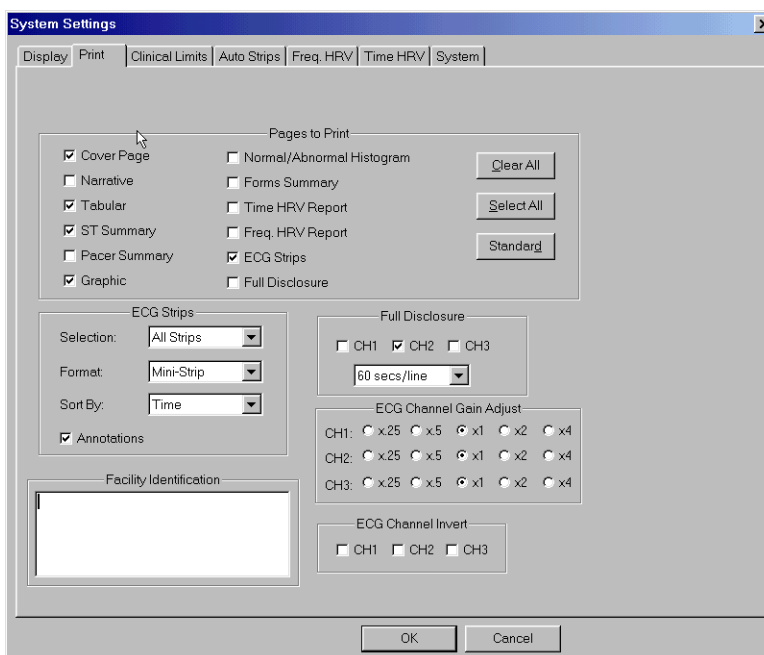 System Settings
Display Print Clinical Limits Auto Strips Freq. HRV Time HRV System
Pages to Print
Cover Page
Narrative
Tabular
ST Summary
Pacer Summary
Graphic
Normal/Abnormal Histogram
Forms Summary
Time HRV Report
Freq. HRV Report
ECG Strips
Full Disclosure
Clear All
Select All
Standard
ECG Strips
Selection: All Strips
Format: Mini-Strip
Sort By: Time
Annotations
Full Disclosure
CH1 CH2 CH3
60 secs/line
ECG Channel Gain Adjust
CH1: x.25 x.5 x1 x2 x4
CH2: x.25 x.5 x1 x2 x4
CH3: x.25 x.5 x1 x2 x4
Facility Identification
ECG Channel Invert
CH1 CH2 CH3
OK Cancel